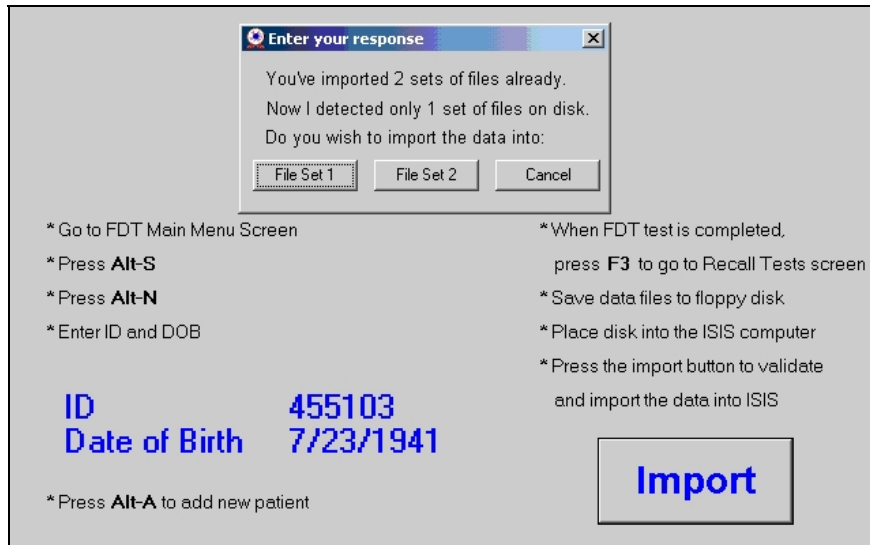 Enter your response
You've imported 2 sets of files already.
Now I detected only 1 set of files on disk.
Do you wish to import the data into:
File Set 1
File Set 2
Cancel
*Go to FDT Main Menu Screen
*Press Alt-S
*Press Alt-N
*Enter ID and DOB
ID 455103
Date of Birth 7/23/1941
*Press Alt-A to add new patient
*When FDT test is completed,
press F3 to go to Recall Tests screen
*Save data files to floppy disk
*Place disk into the ISIS computer
*Press the import button to validate
and import the data into ISIS
Import